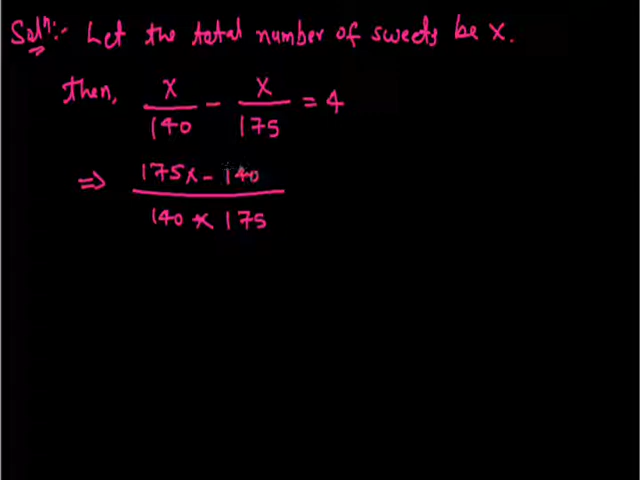 Solⁿ:- Let the total number of sweets be x.
then, x/140 - x/175 = 4
⇒ 175x - 140 / 140 × 175